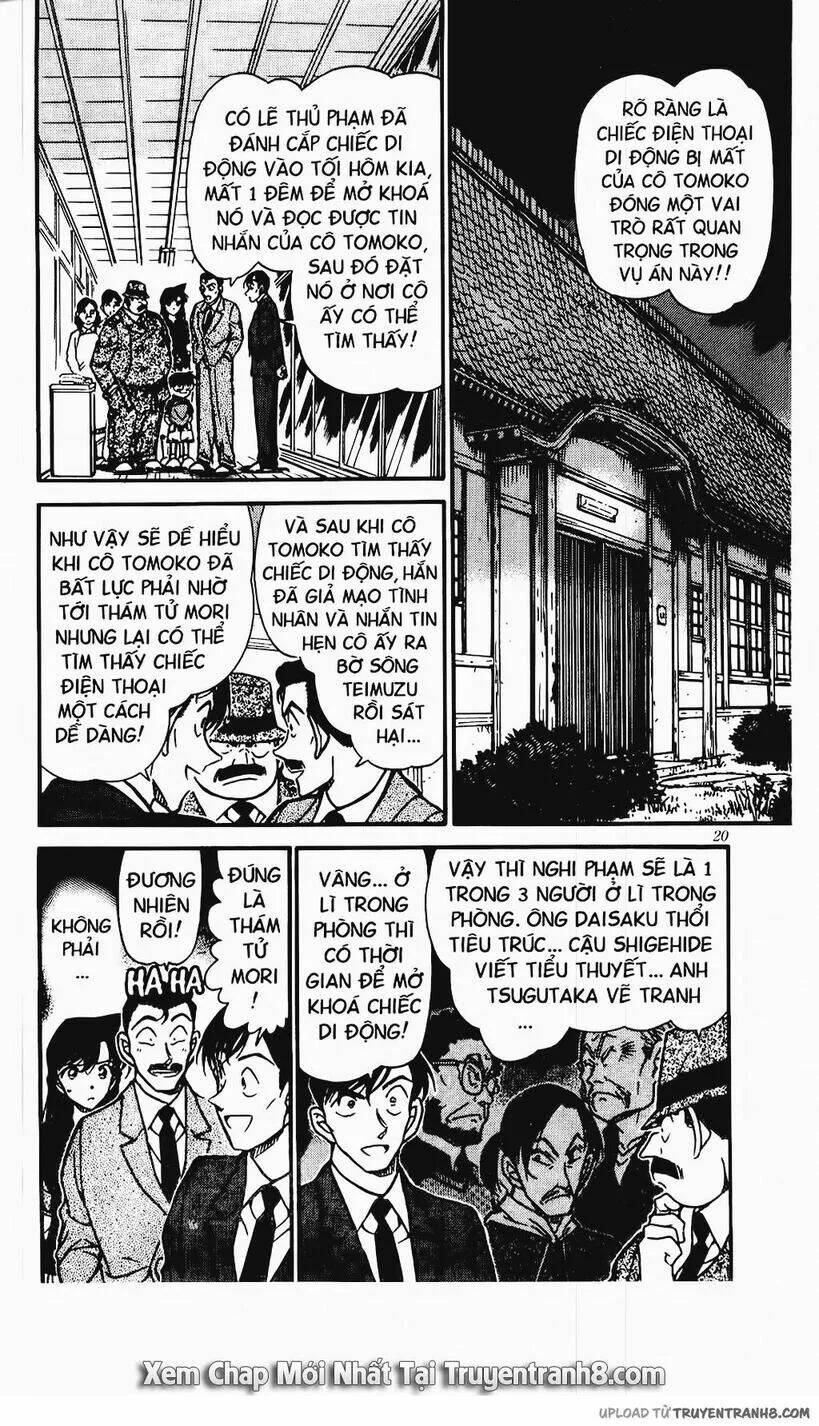 RÕ RÀNG LÀ
CHIẾC ĐIỆN THOẠI
DI ĐỘNG BỊ MẤT
CỦA CÔ TOMOKO
ĐÓNG MỘT VAI
TRÒ RẤT QUAN
TRỌNG TRONG
VỤ ÁN NÀY!!
CÓ LẼ THỦ PHẠM ĐÃ
ĐÁNH CẮP CHIẾC DI
ĐỘNG VÀO TỐI HÔM KIA,
MẤT 1 ĐÊM ĐỂ MỞ KHOÁ
NÓ VÀ ĐỌC ĐƯỢC TIN
NHẮN CỦA CÔ TOMOKO,
SAU ĐÓ ĐẶT
NÓ Ở NƠI CÔ
ẤY CÓ THỂ
TÌM THẤY!
VÀ SAU KHI CÔ
TOMOKO TÌM THẤY
CHIẾC DI ĐỘNG, HẮN
ĐÃ GIẢ MẠO TÌNH
NHÂN VÀ NHẮN TIN
HẸN CÔ ẤY RA
BỜ SÔNG
TEIMUZU
RỒI SÁT
HẠI...
NHƯ VẬY SẼ DỄ HIỂU
KHI CÔ TOMOKO ĐÃ
BẤT LỰC PHẢI NHỜ
TỚI THÁM TỬ MORI
NHƯNG LẠI CÓ THỂ
TÌM THẤY CHIẾC
ĐIỆN THOẠI
MỘT CÁCH
DỄ DÀNG!
20
VẬY THÌ NGHI PHẠM SẼ LÀ 1
TRONG 3 NGƯỜI Ở LÌ TRONG
PHÒNG. ÔNG DAISAKU THỔI
TIÊU TRÚC... CẬU SHIGEHIDE
VIẾT TIỂU THUYẾT... ANH
TSUGUTAKA VẼ TRANH
...
VÂNG... Ở
LÌ TRONG
PHÒNG THÌ
CÓ THỜI
GIAN ĐỂ MỞ
KHOÁ CHIẾC
DI ĐỘNG!
ĐÚNG
LÀ
THÁM
TỬ
MORI
!
ĐƯƠNG
NHIÊN
RỒI!
HA HA
KHÔNG
PHẢI
...
Xem Chap Mới Nhất Tại Truyentranh8.com
UPLOAD TỪ TRUYENTRANH8.COM